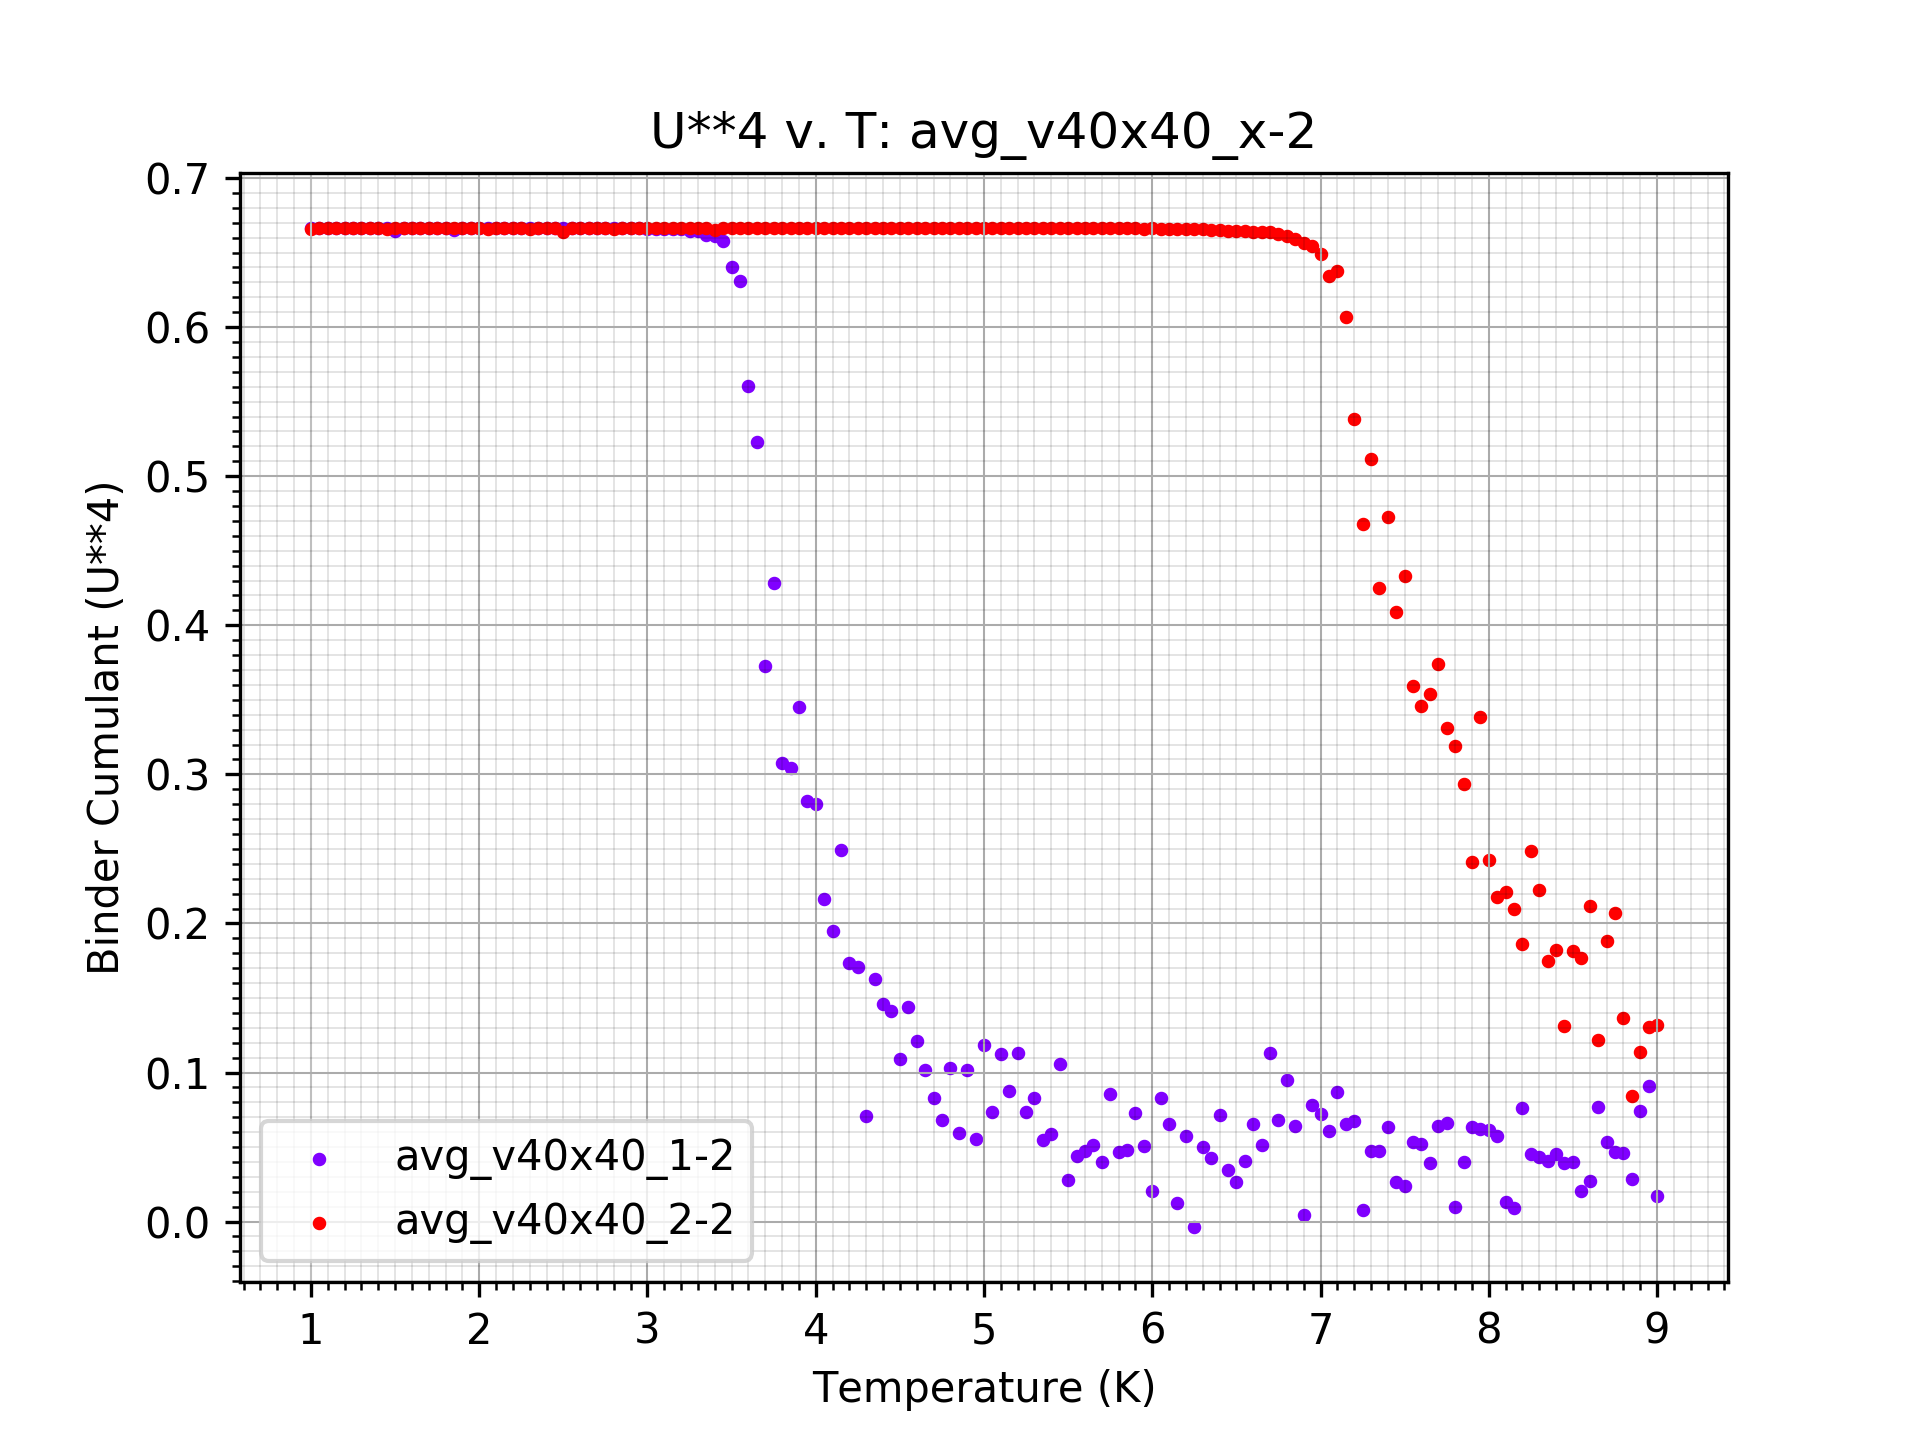 U**4 v. T: avg_v40x40_x-2
Binder Cumulant (U**4)
0.7
0.6
0.5
0.4
0.3
0.2
0.1
0.0
avg_v40x40_1-2
avg_v40x40_2-2
1 2 3 4 5 6 7 8 9
Temperature (K)